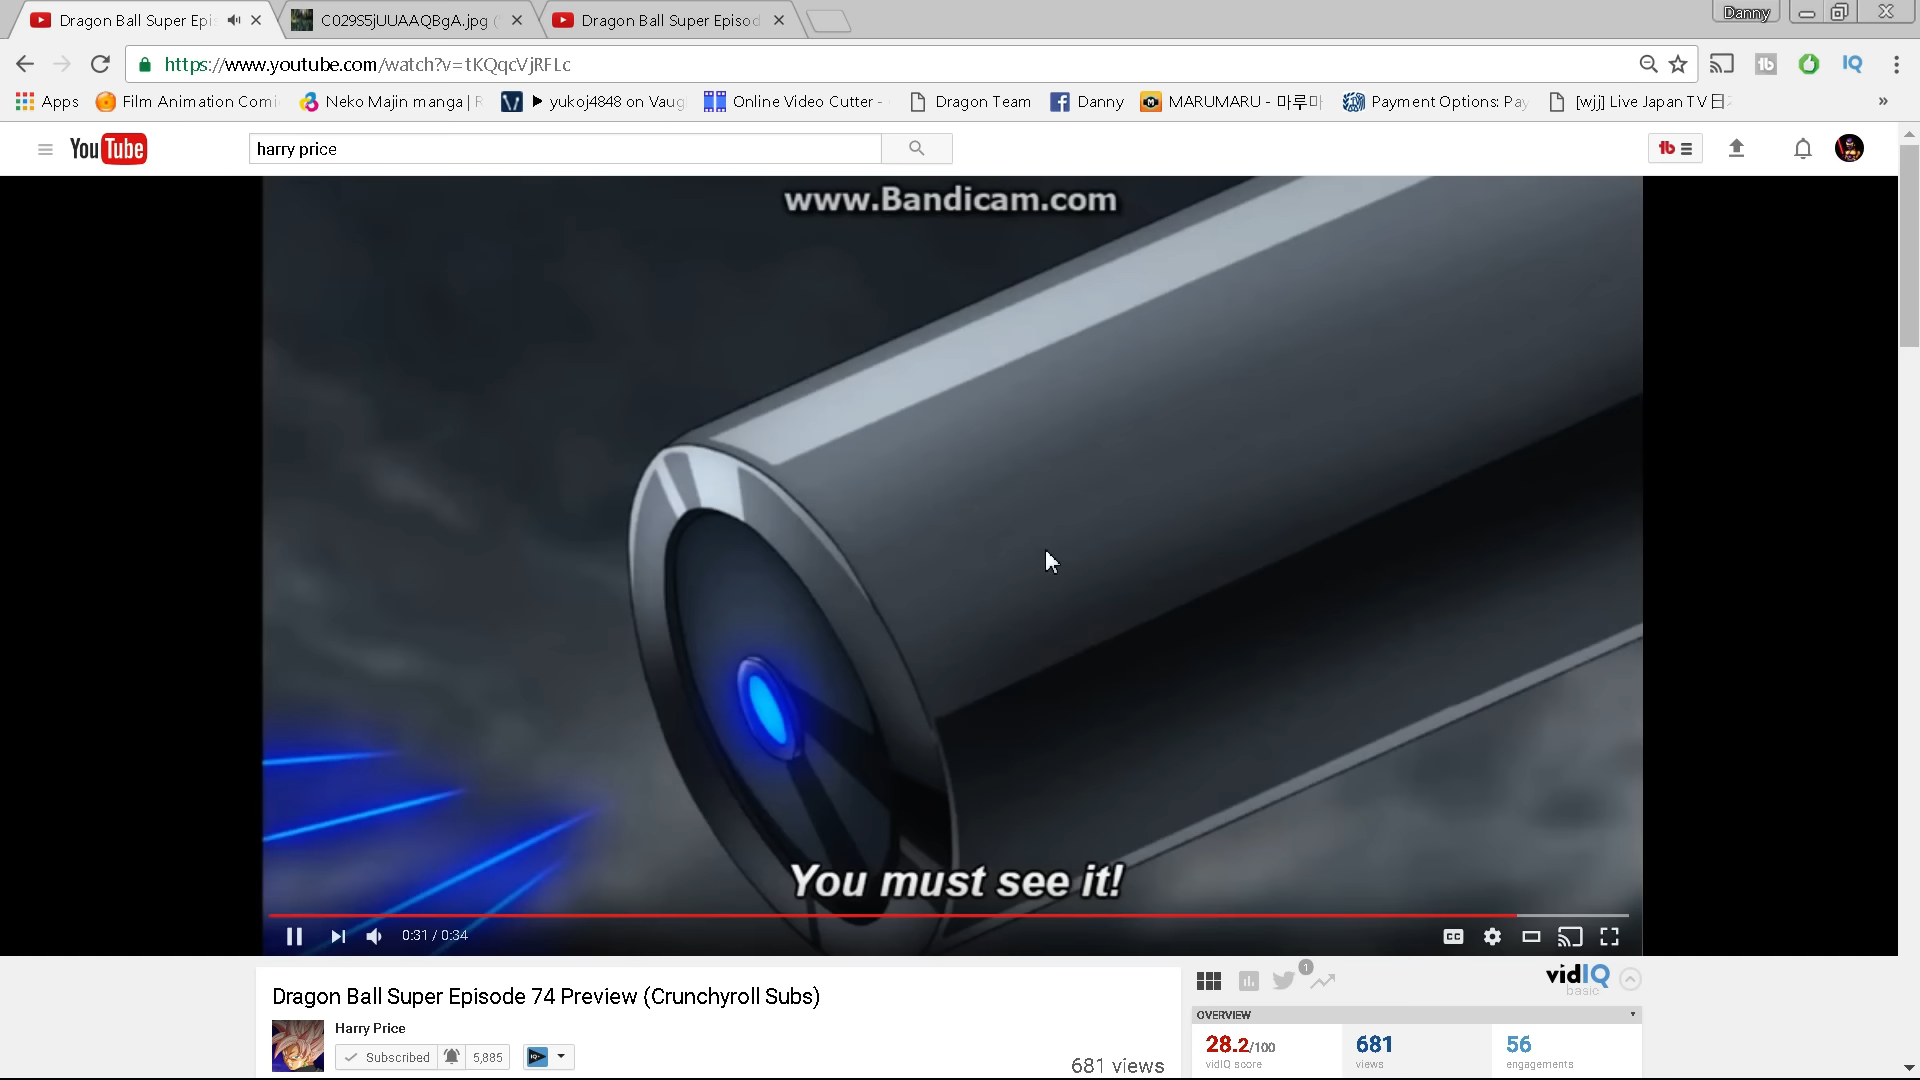 Dragon Ball Super Epi
C029S5jUUAAQBgA.jpg (
Dragon Ball Super Episod
Danny
https://www.youtube.com/watch?v=tKQqcVjRFLc
Apps
Film Animation Comi
Neko Majin manga | R
▶ yukoj4848 on Vaug
Online Video Cutter -
Dragon Team
Danny
MARUMARU - 마루마
Payment Options: Pay
[wjj] Live Japan TV 日
»
YouTube
harry price
www.Bandicam.com
You must see it!
0:31 / 0:34
CC
Dragon Ball Super Episode 74 Preview (Crunchyroll Subs)
Harry Price
Subscribed
5,885
681 views
1
vidIQ
basic
OVERVIEW
28.2/100
vidIQ score
681
views
56
engagements